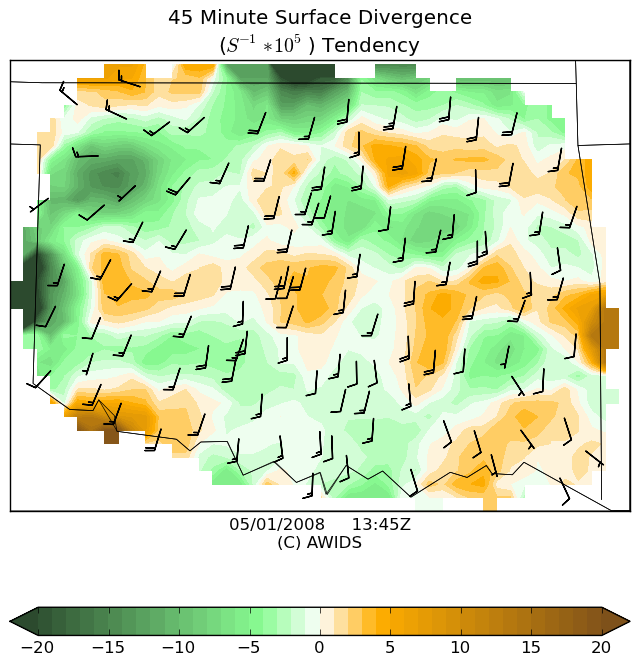 45 Minute Surface Divergence
(S⁻¹ ∗ 10⁵ ) Tendency
05/01/2008 13:45Z
(C) AWIDS
−20 −15 −10 −5 0 5 10 15 20